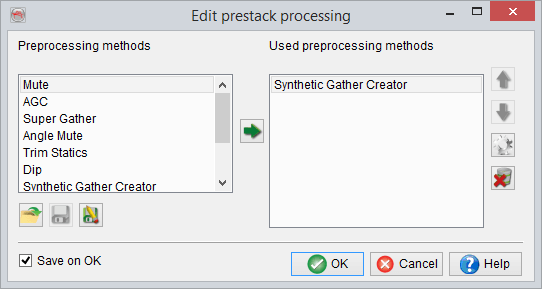 Edit prestack processing
Preprocessing methods
Used preprocessing methods
Mute
AGC
Super Gather
Angle Mute
Trim Statics
Dip
Synthetic Gather Creator
Synthetic Gather Creator
Save on OK
OK
Cancel
Help